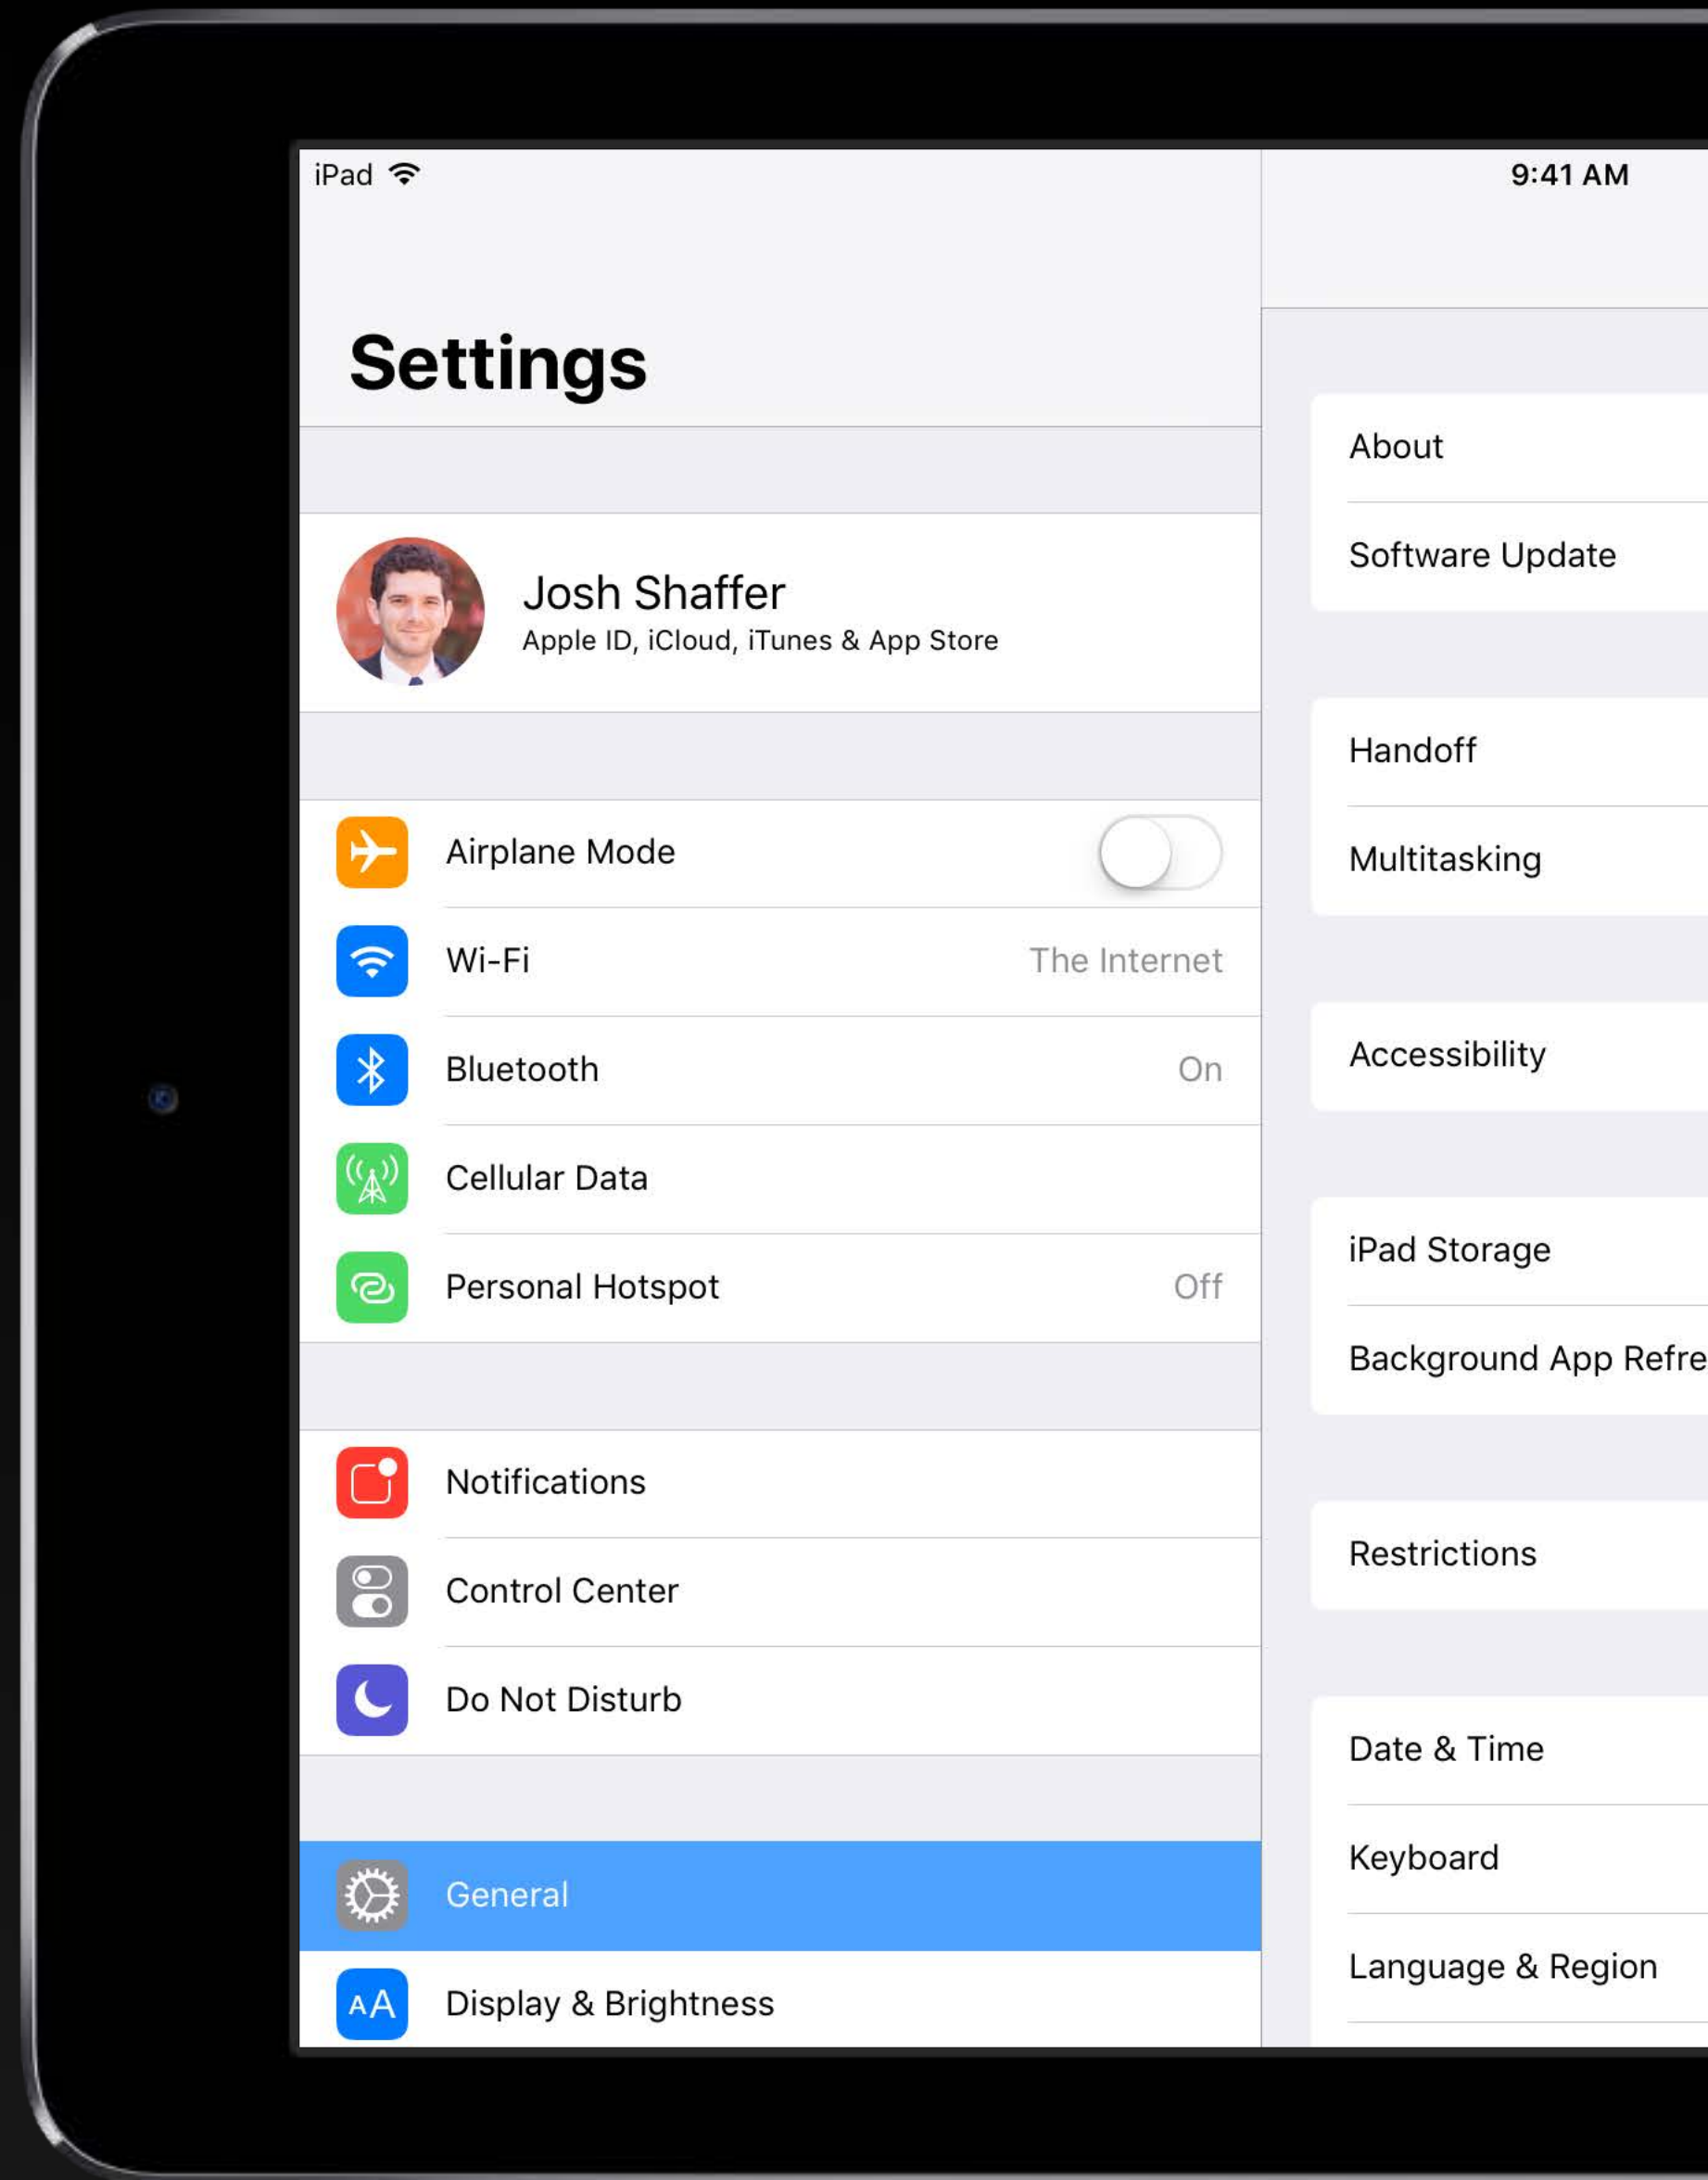 iPad
9:41 AM
Settings
Josh Shaffer
Apple ID, iCloud, iTunes & App Store
Airplane Mode
Wi-Fi The Internet
Bluetooth On
Cellular Data
Personal Hotspot Off
Notifications
Control Center
Do Not Disturb
General
AA Display & Brightness
About
Software Update
Handoff
Multitasking
Accessibility
iPad Storage
Background App Refre
Restrictions
Date & Time
Keyboard
Language & Region